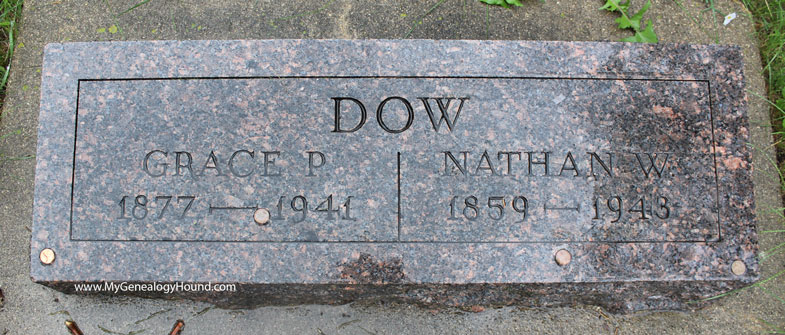 DOW
GRACE P. NATHAN W.
1877 — 1941 1859 — 1943
www.MyGenealogyHound.com